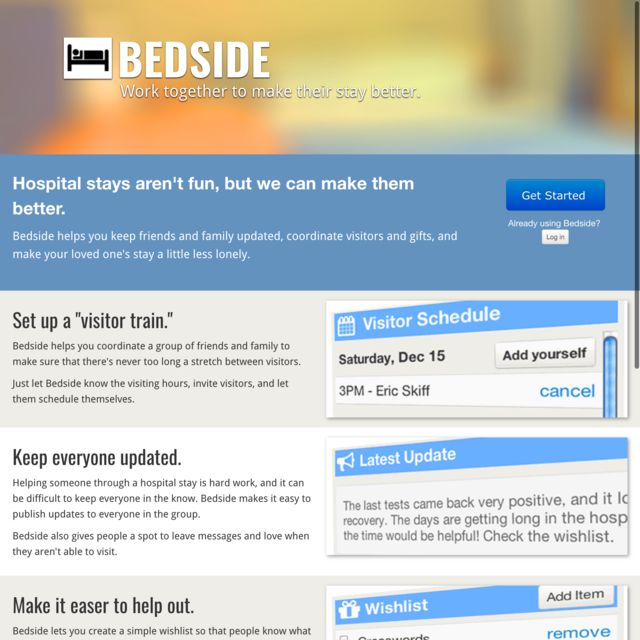 BEDSIDE
Work together to make their stay better.
Hospital stays aren't fun, but we can make them
better.
Bedside helps you keep friends and family updated, coordinate visitors and gifts, and
make your loved one's stay a little less lonely.
Get Started
Already using Bedside?
Log in
Set up a "visitor train."
Bedside helps you coordinate a group of friends and family to
make sure that there's never too long a stretch between visitors.
Just let Bedside know the visiting hours, invite visitors, and let
them schedule themselves.
Visitor Schedule
Saturday, Dec 15
Add yourself
3PM - Eric Skiff
cancel
Keep everyone updated.
Helping someone through a hospital stay is hard work, and it can
be difficult to keep everyone in the know. Bedside makes it easy to
publish updates to everyone in the group.
Bedside also gives people a spot to leave messages and love when
they aren't able to visit.
Latest Update
The last tests came back very positive, and it
recovery. The days are getting long in the hosp
the time would be helpful! Check the wishlist.
Make it easier to help out.
Bedside lets you create a simple wishlist so that people know what
Wishlist
Add Item
remove